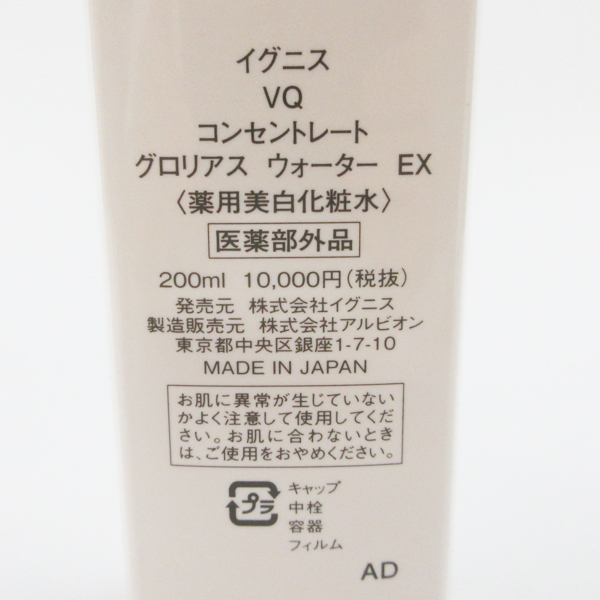 イグニス
VQ
コンセントレート
グロリアス ウォーター EX
〈薬用美白化粧水〉
医薬部外品
200ml 10,000円(税抜)
発売元 株式会社イグニス
製造販売元 株式会社アルビオン
東京都中央区銀座1-7-10
MADE IN JAPAN
お肌に異常が生じていない
かよく注意して使用してくだ
さい。お肌に合わないとき
は、ご使用をおやめください。
プラ
キャップ
中栓
容器
フィルム
AD